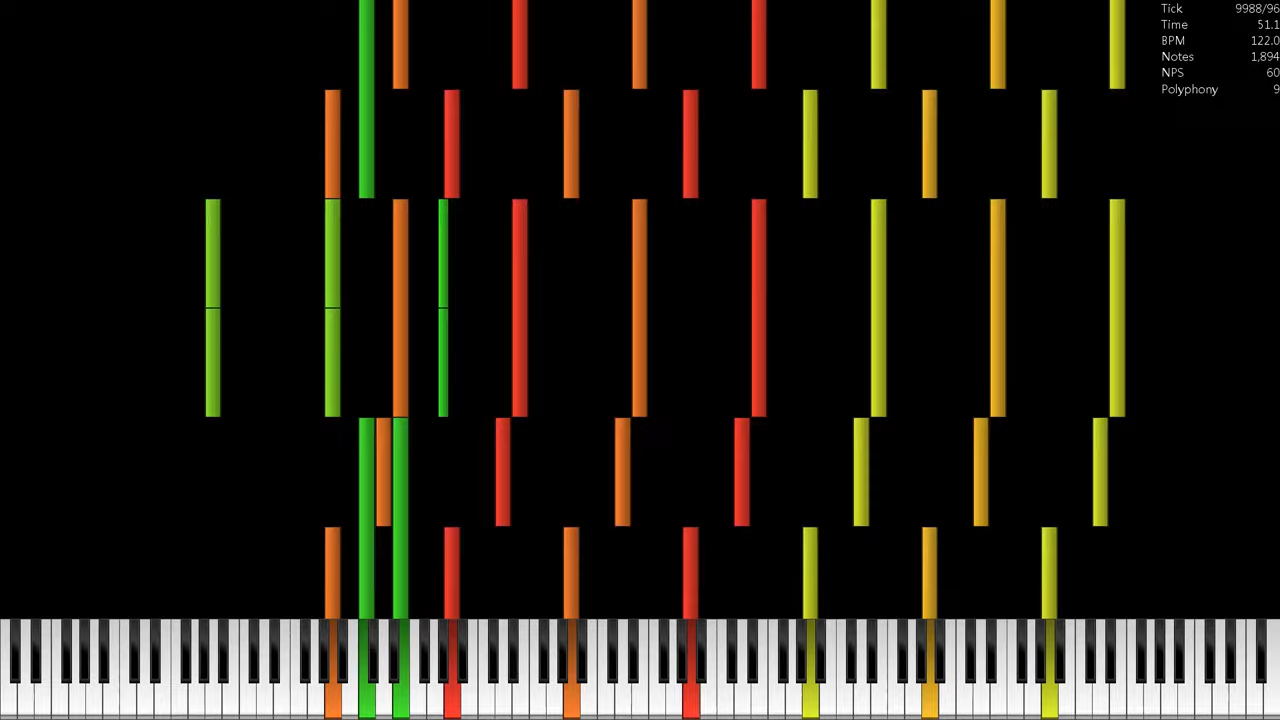 Tick 9988/96
Time 51.1
BPM 122.0
Notes 1,894
NPS 60
Polyphony 9